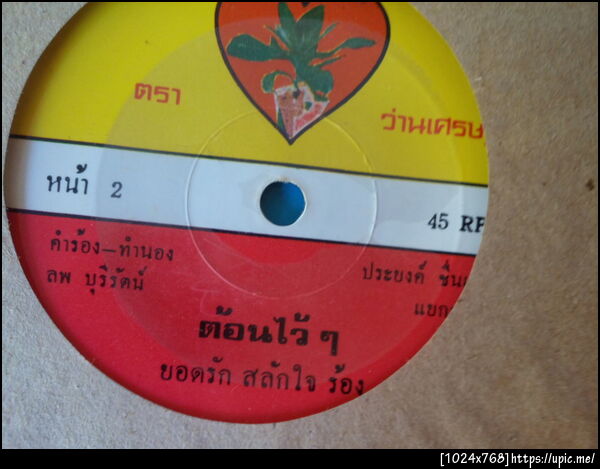 ตรา
ว่านเศรษ
หน้า 2
45 RP
คำร้อง-ทำนอง
ลพ บุรีรัตน์
ประยงค์ ชื่น
แยก
ต้อนไว้ ๆ
ยอดรัก สลักใจ ร้อง
[1024x768]https://upic.me/